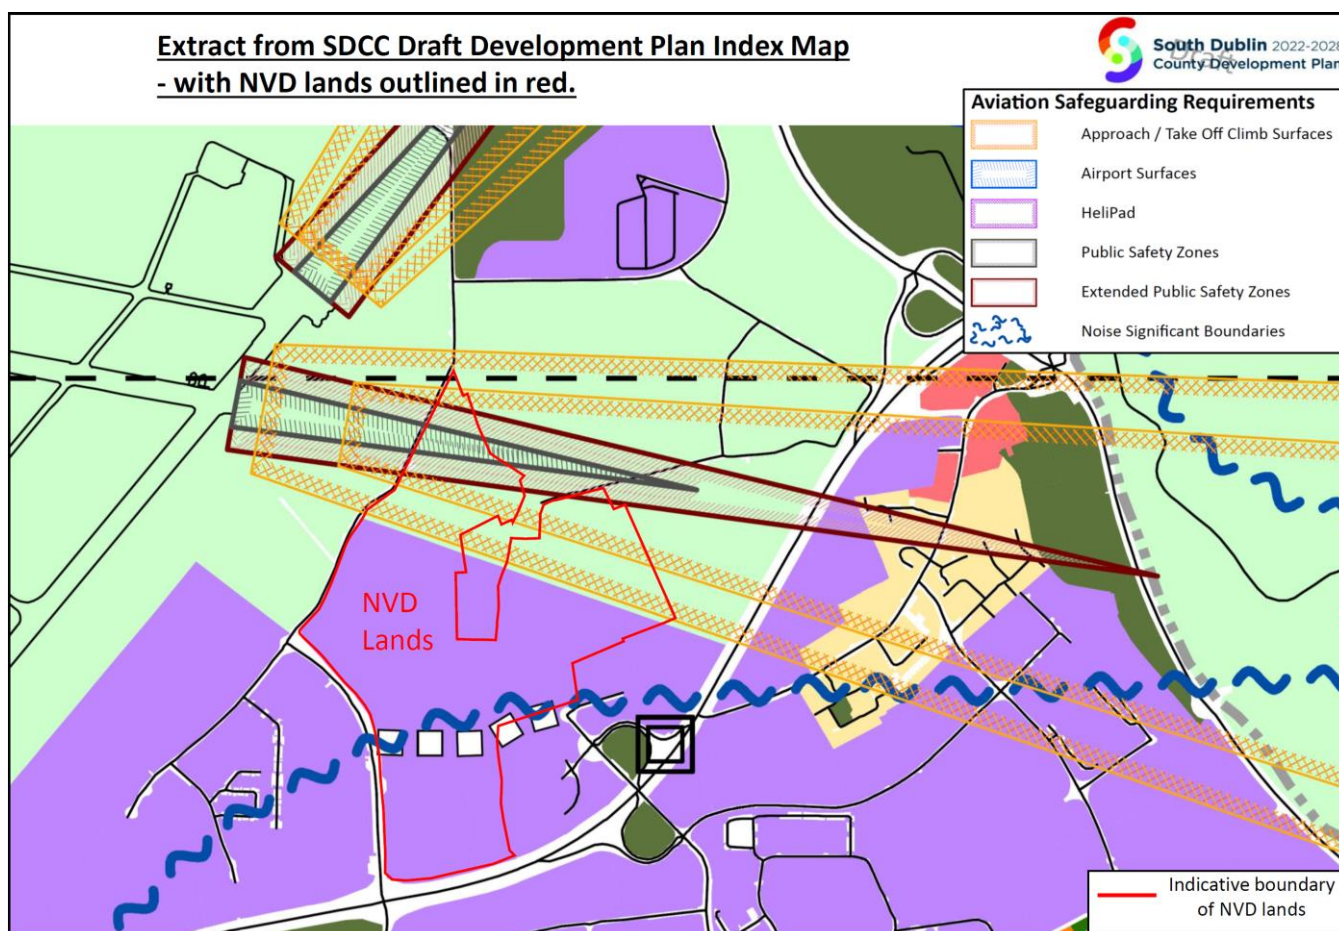 Extract from SDCC Draft Development Plan Index Map
- with NVD lands outlined in red.
South Dublin 2022-2028
County Development Plan
Draft
Aviation Safeguarding Requirements
Approach / Take Off Climb Surfaces
Airport Surfaces
HeliPad
Public Safety Zones
Extended Public Safety Zones
Noise Significant Boundaries
NVD
Lands
Indicative boundary
of NVD lands